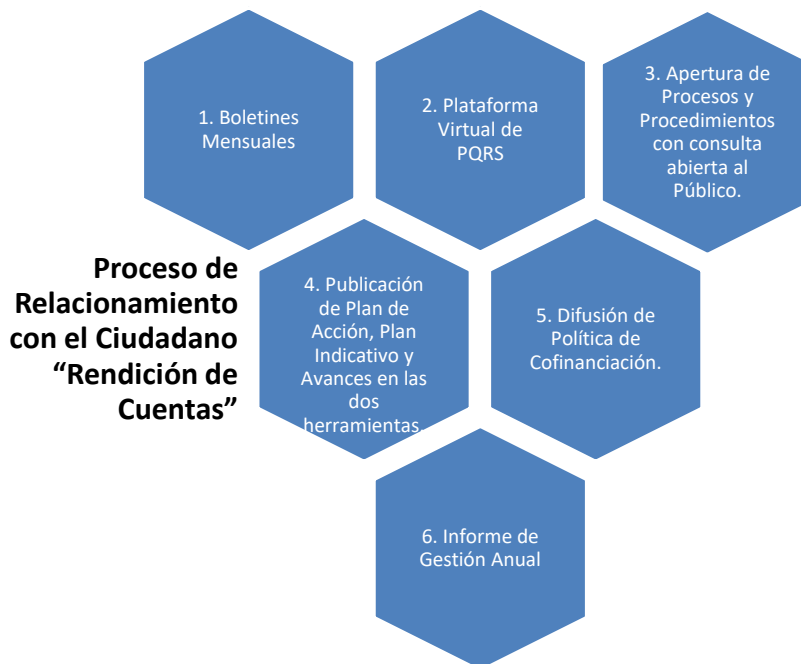 1. Boletines
Mensuales
2. Plataforma
Virtual de
PQRS
3. Apertura de
Procesos y
Procedimientos
con consulta
abierta al
Público.
Proceso de
Relacionamiento
con el Ciudadano
“Rendición de
Cuentas”
4. Publicación
de Plan de
Acción, Plan
Indicativo y
Avances en las
dos
herramientas.
5. Difusión de
Política de
Cofinanciación.
6. Informe de
Gestión Anual